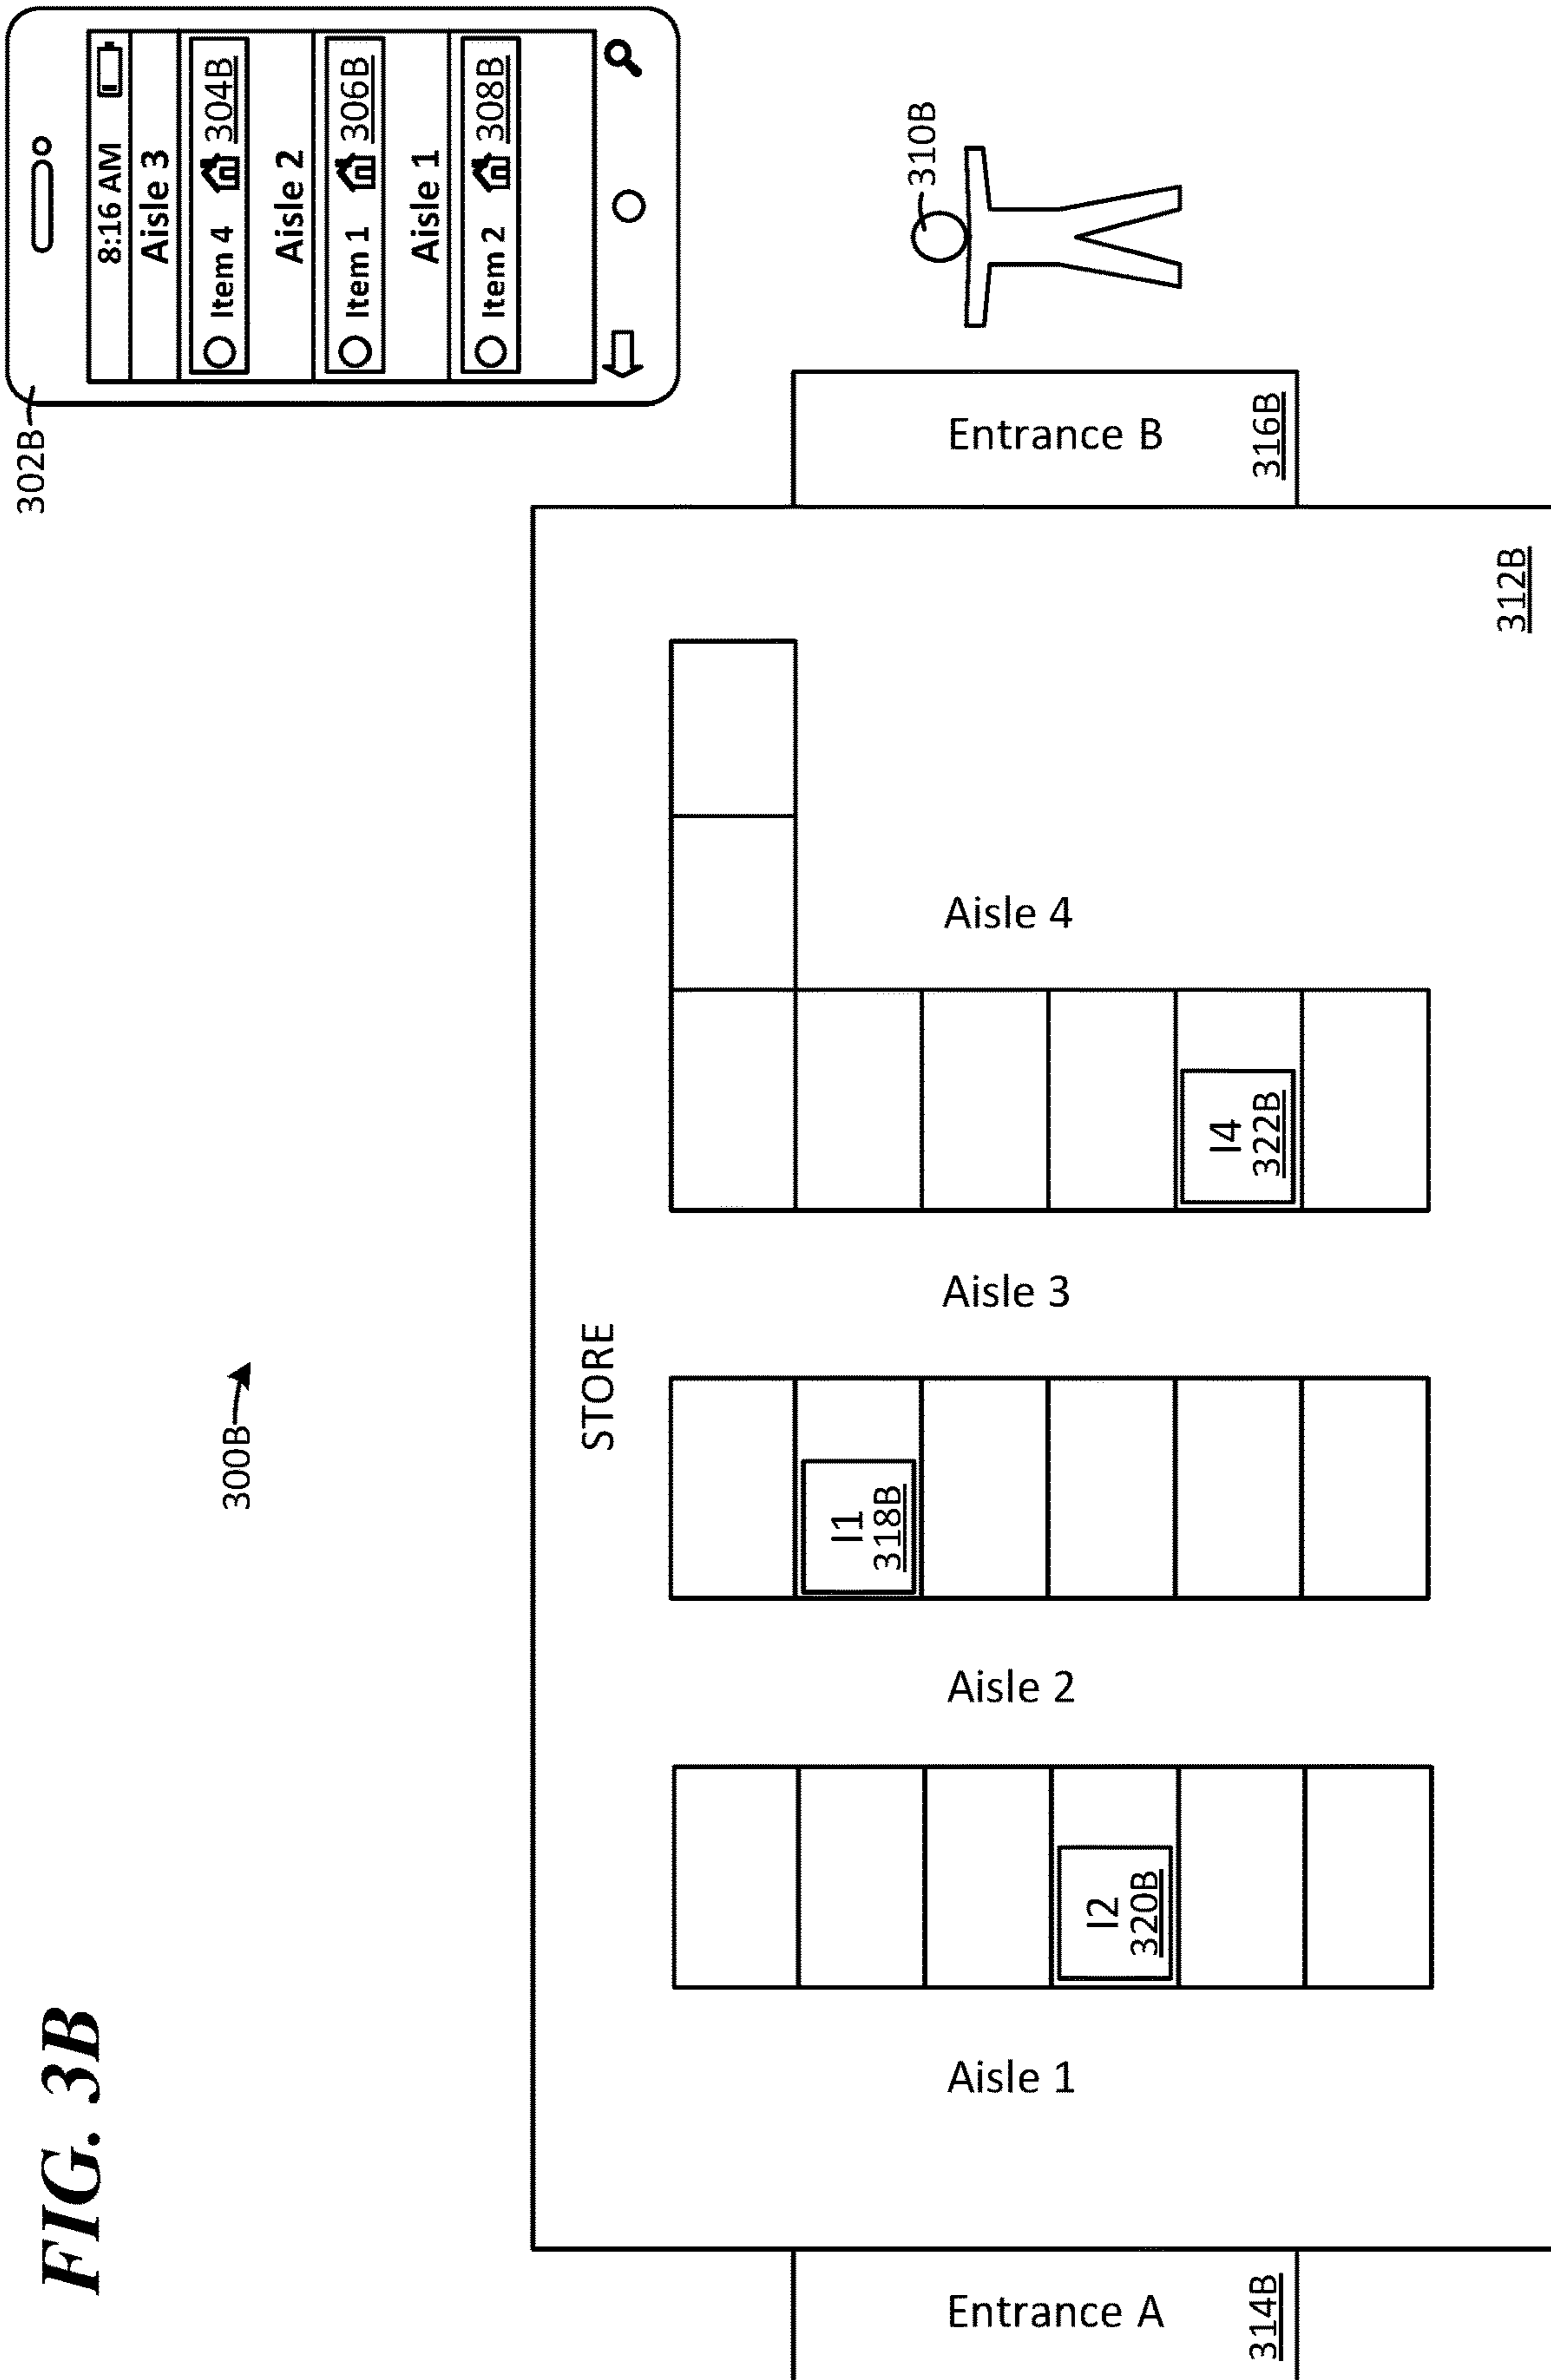 FIG. 3B
300B
302B
8:16 AM
Aisle 3
Item 4 304B
Aisle 2
Item 1 306B
Aisle 1
Item 2 308B
310B
STORE
Entrance B
316B
312B
Aisle 4
I4
322B
Aisle 3
I1
318B
Aisle 2
I2
320B
Aisle 1
Entrance A
314B